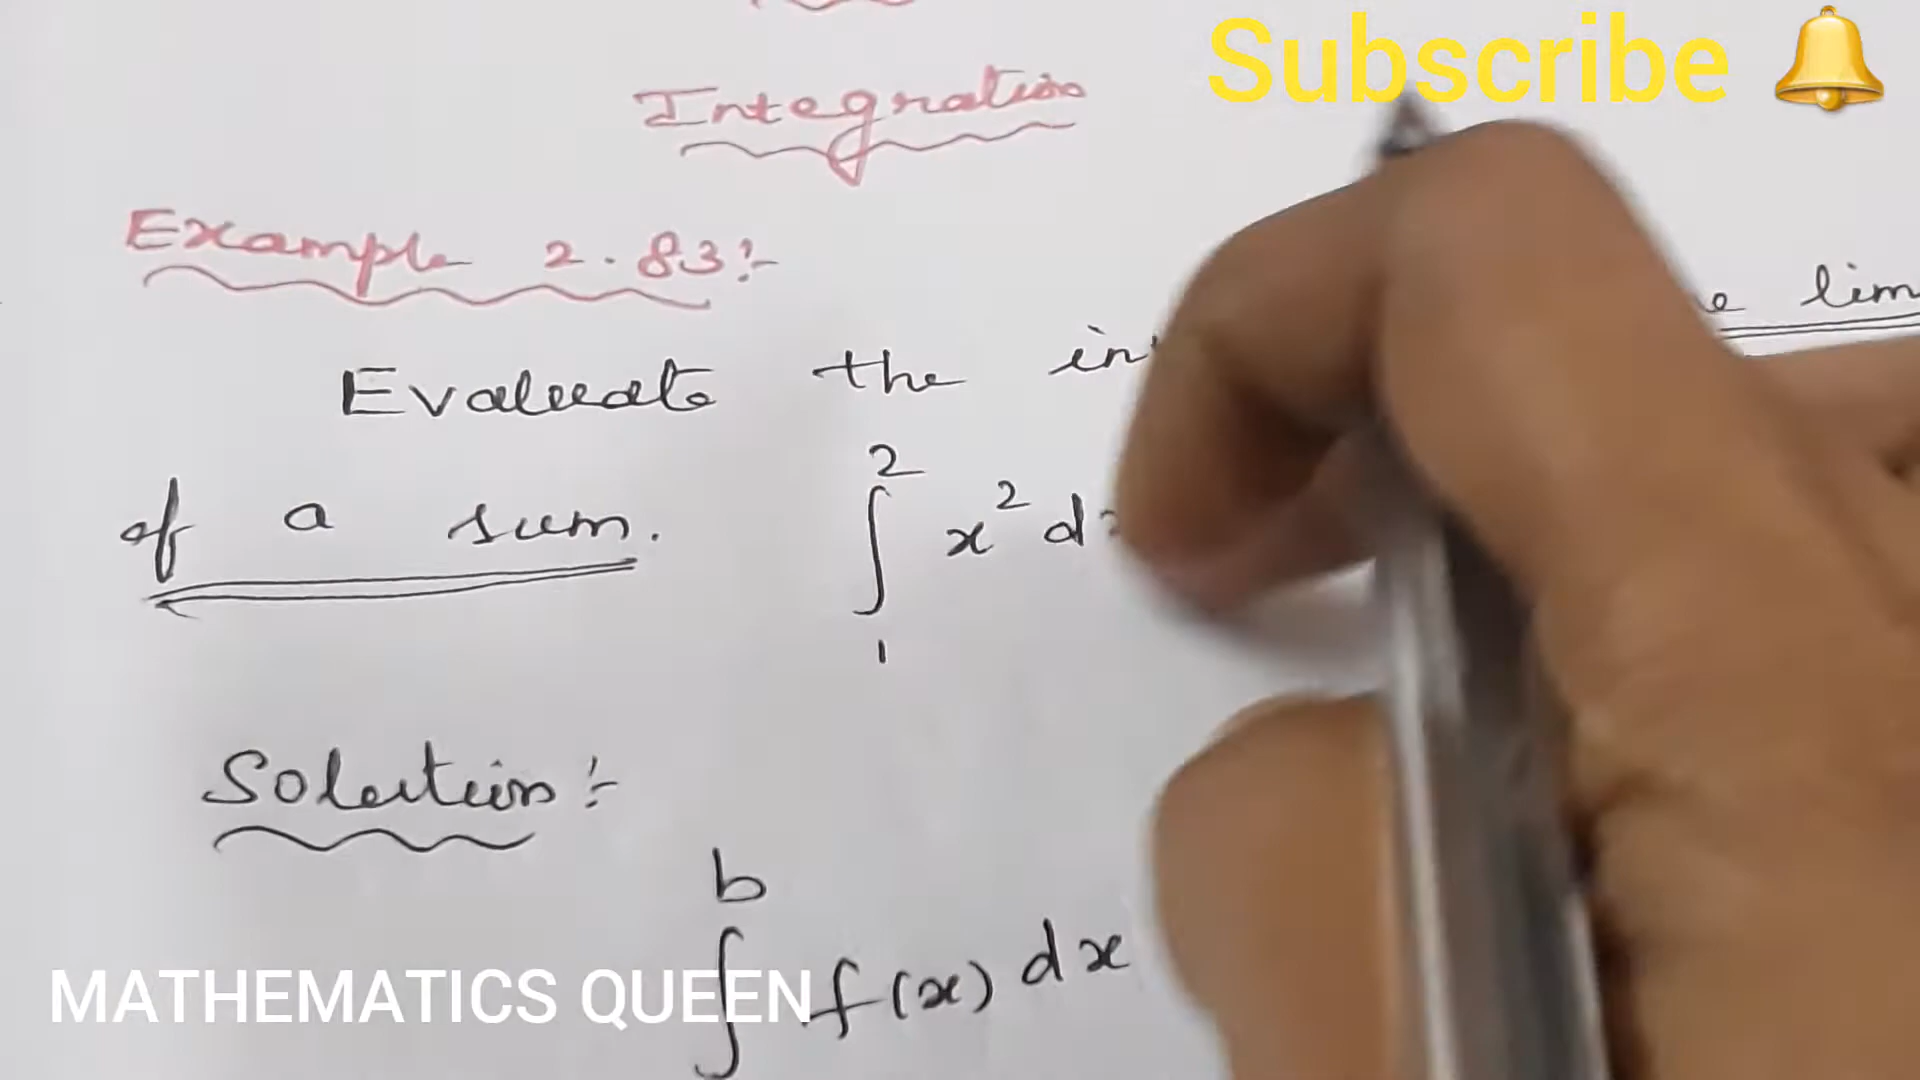 Subscribe 🔔
Integration
Example 2.83:-
lim
Evaluate the
of a sum.
2
∫ x² d
1
Solution:-
b
∫ f(x) dx
MATHEMATICS QUEEN